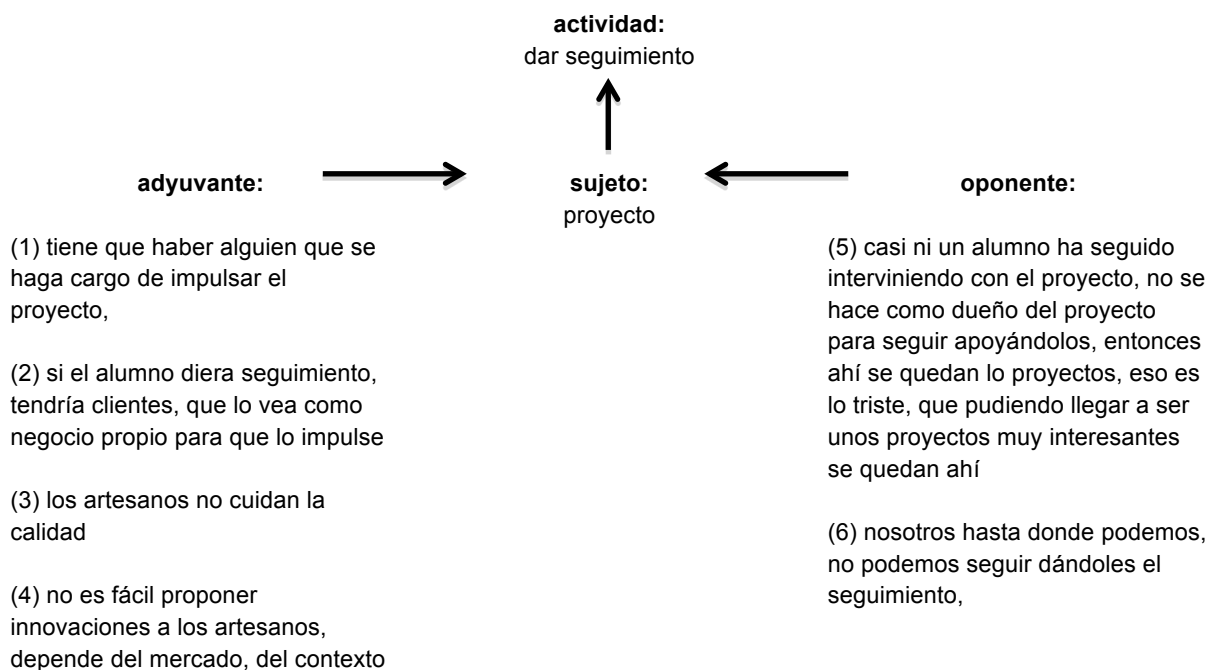 actividad:
dar seguimiento
adyuvante:
sujeto:
proyecto
oponente:
(1) tiene que haber alguien que se
haga cargo de impulsar el
proyecto,
(2) si el alumno diera seguimiento,
tendría clientes, que lo vea como
negocio propio para que lo impulse
(3) los artesanos no cuidan la
calidad
(4) no es fácil proponer
innovaciones a los artesanos,
depende del mercado, del contexto
(5) casi ni un alumno ha seguido
interviniendo con el proyecto, no se
hace como dueño del proyecto
para seguir apoyándolos, entonces
ahí se quedan lo proyectos, eso es
lo triste, que pudiendo llegar a ser
unos proyectos muy interesantes
se quedan ahí
(6) nosotros hasta donde podemos,
no podemos seguir dándoles el
seguimiento,